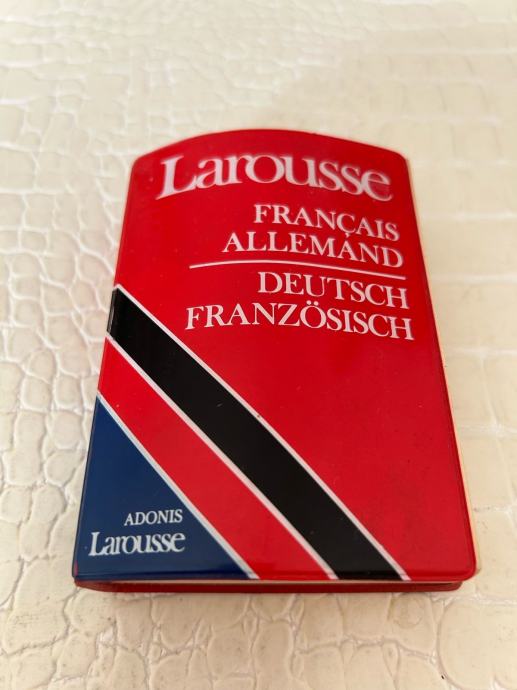 Larousse
FRANÇAIS
ALLEMAND
DEUTSCH
FRANZÖSISCH
ADONIS
Larousse